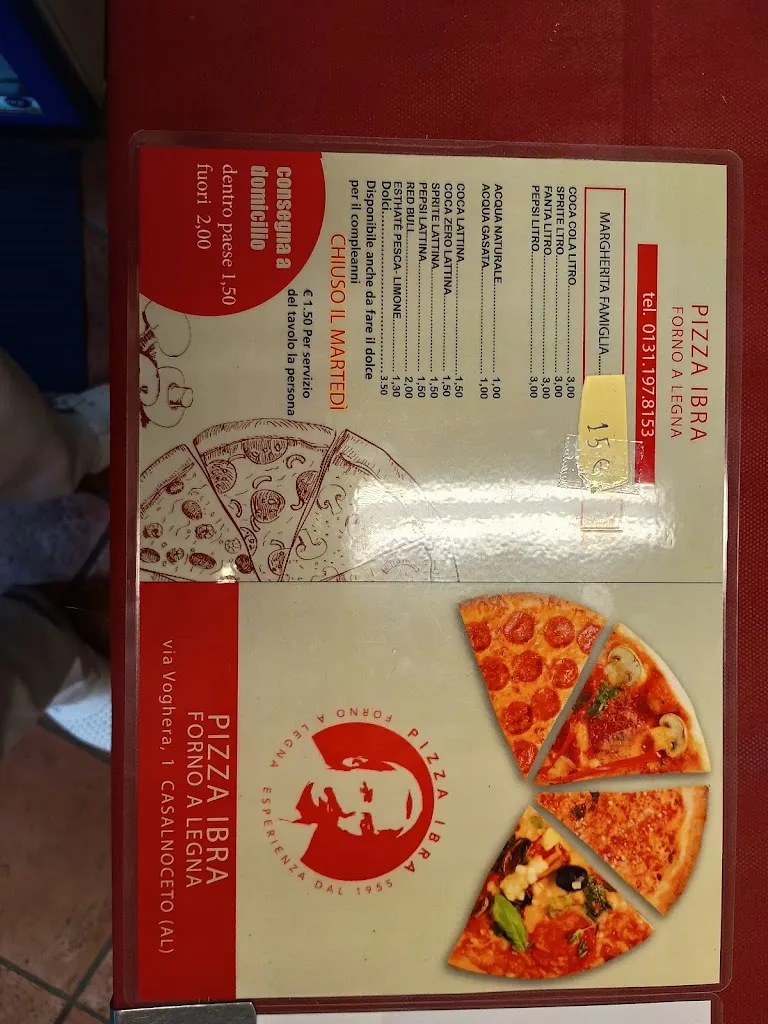 PIZZA IBRA
FORNO A LEGNA
tel. 0131.197.8153
MARGHERITA FAMIGLIA.....
15 €
COCA COLA LITRO....................3,00
SPRITE LITRO..........................3,00
FANTA LITRO...........................3,00
PEPSI LITRO............................3,00
ACQUA NATURALE....................1,00
ACQUA GASATA.........................1,00
COCA LATTINA..........................1,50
COCA ZERO LATTINA..................1,50
SPRITE LATTINA........................1,50
PEPSI LATTINA..........................1,50
RED BULL.................................2,00
ESTHATÈ PESCA- LIMONE............1,30
Dolci........................................3.50
Disponibile anche da fare il dolce
per il compleanni
CHIUSO IL MARTEDÌ
€ 1.50 Per servizio
del tavolo la persona
consegna a
domicilio
dentro paese 1,50
fuori 2,00
PIZZA IBRA
FORNO A LEGNA
ESPERIENZA DAL 1955
PIZZA IBRA
FORNO A LEGNA
via Voghera, 1 CASALNOCETO (AL)